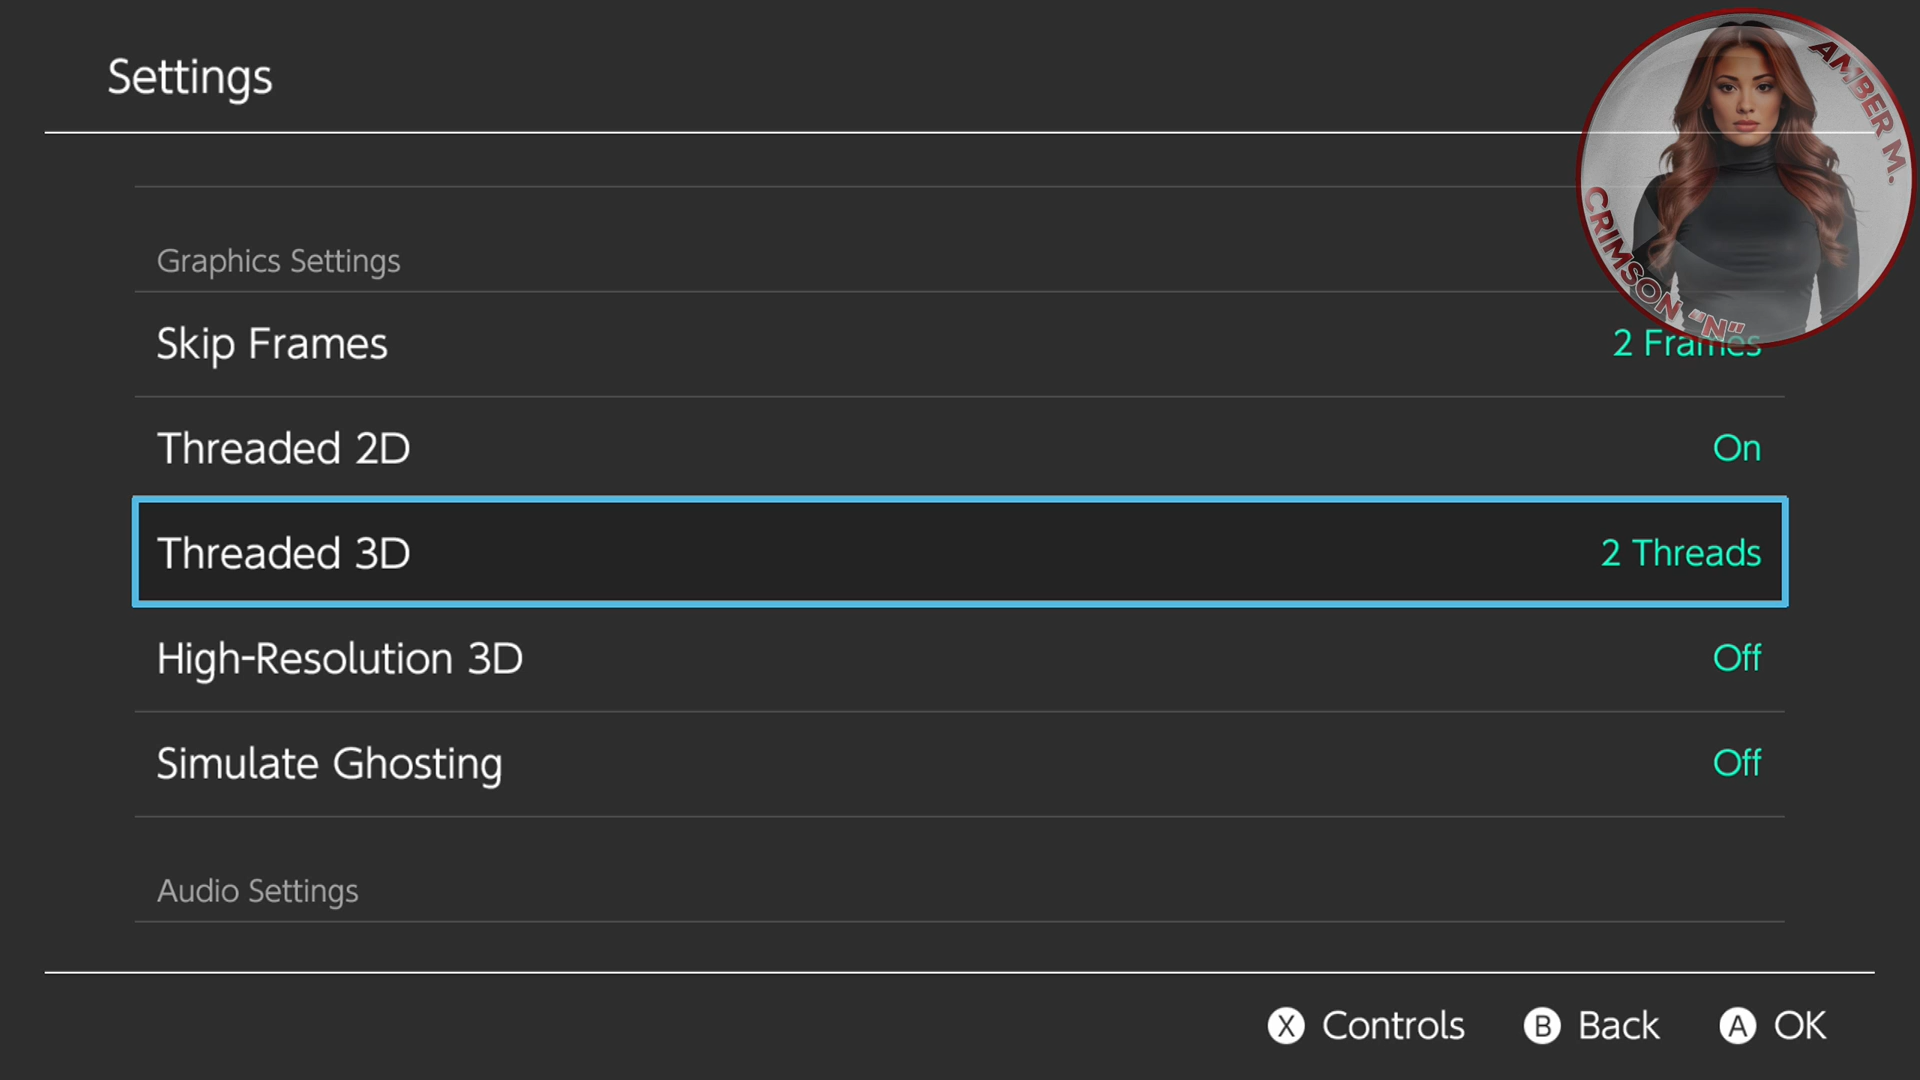 Settings
AMBER M.
CRIMSON "N"
Graphics Settings
Skip Frames 2 Frames
Threaded 2D On
Threaded 3D 2 Threads
High-Resolution 3D Off
Simulate Ghosting Off
Audio Settings
X Controls B Back A OK